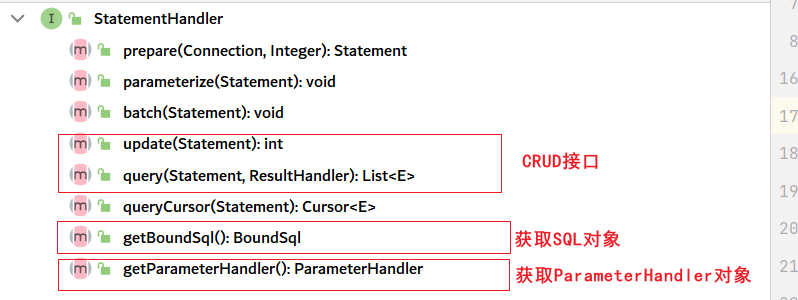 StatementHandler
prepare(Connection, Integer): Statement
parameterize(Statement): void
batch(Statement): void
update(Statement): int
CRUD接口
query(Statement, ResultHandler): List<E>
queryCursor(Statement): Cursor<E>
getBoundSql(): BoundSql
获取SQL对象
getParameterHandler(): ParameterHandler
获取ParameterHandler对象
8
16
17
18
19
20
21